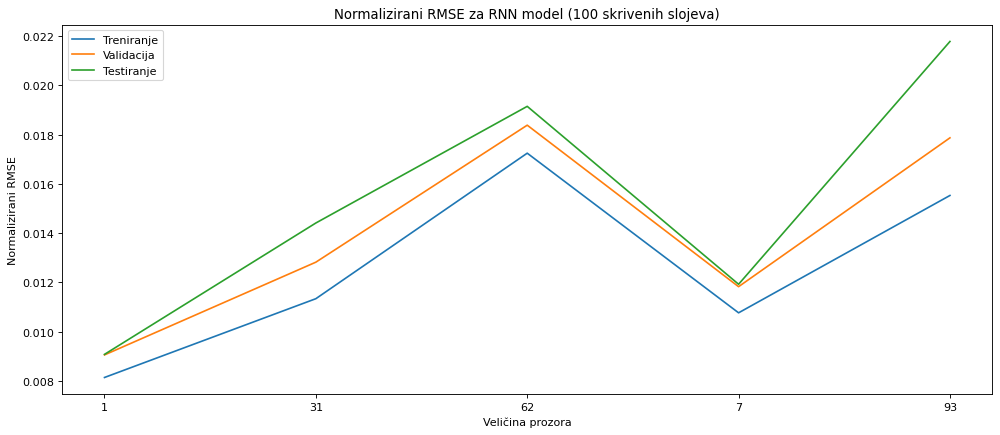 Normalizirani RMSE za RNN model (100 skrivenih slojeva)
Treniranje
Validacija
Testiranje
Normalizirani RMSE
0.022
0.020
0.018
0.016
0.014
0.012
0.010
0.008
1 31 62 7 93
Veličina prozora